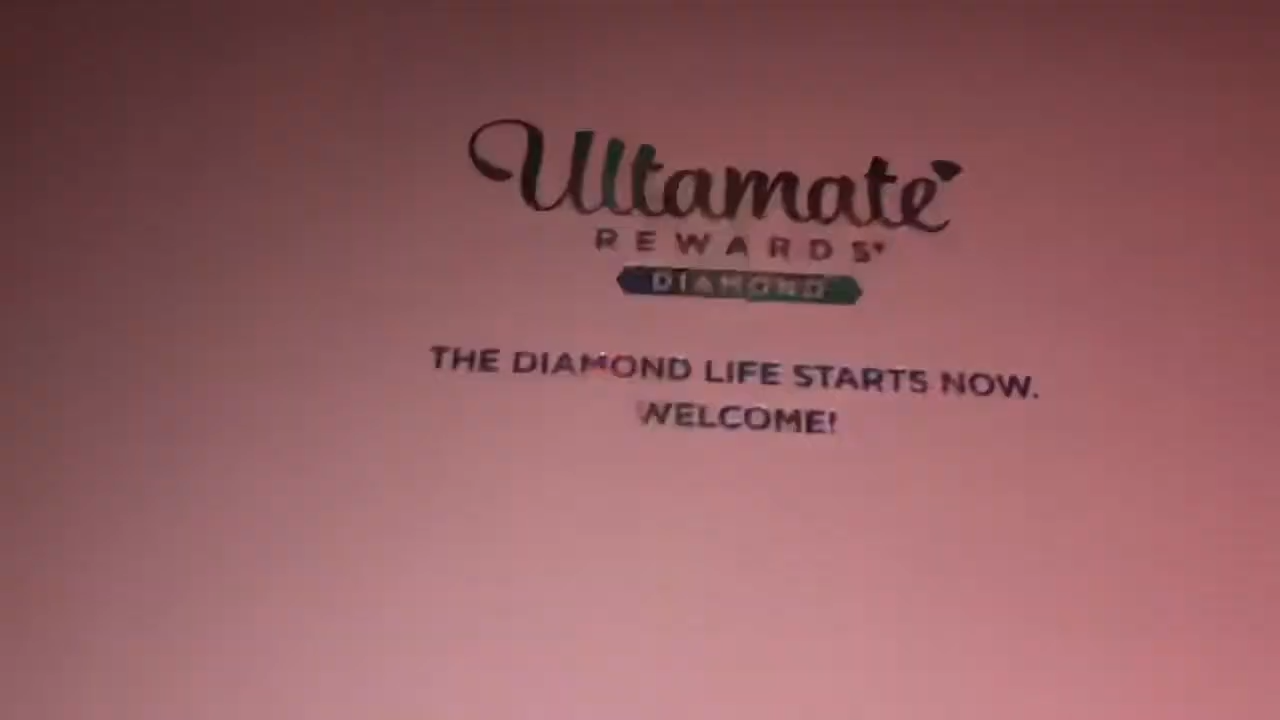 Ultamate
REWARDS
DIAMOND
THE DIAMOND LIFE STARTS NOW.
WELCOME!